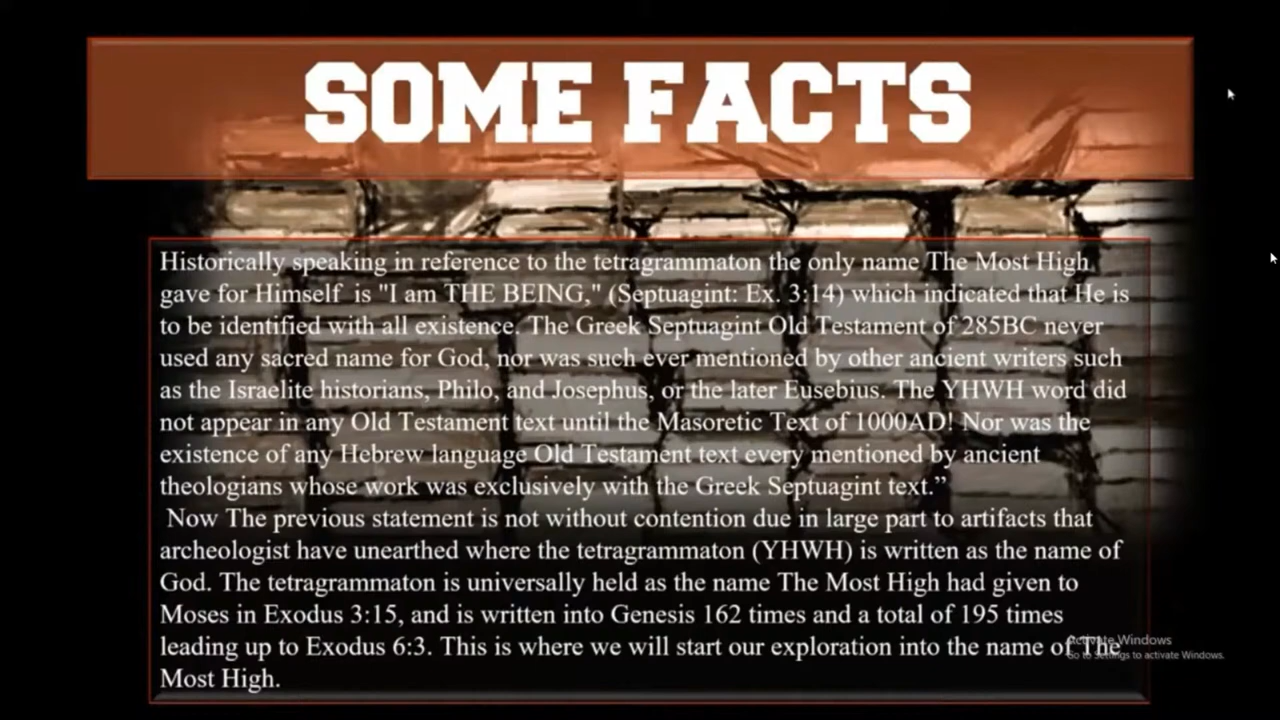 SOME FACTS
Historically speaking in reference to the tetragrammaton the only name The Most High,
gave for Himself is "I am THE BEING," (Septuagint: Ex. 3:14) which indicated that He is
to be identified with all existence. The Greek Septuagint Old Testament of 285BC never
used any sacred name for God, nor was such ever mentioned by other ancient writers such
as the Israelite historians, Philo, and Josephus, or the later Eusebius. The YHWH word did
not appear in any Old Testament text until the Masoretic Text of 1000AD! Nor was the
existence of any Hebrew language Old Testament text every mentioned by ancient
theologians whose work was exclusively with the Greek Septuagint text.”
Now The previous statement is not without contention due in large part to artifacts that
archeologist have unearthed where the tetragrammaton (YHWH) is written as the name of
God. The tetragrammaton is universally held as the name The Most High had given to
Moses in Exodus 3:15, and is written into Genesis 162 times and a total of 195 times
leading up to Exodus 6:3. This is where we will start our exploration into the name of The
Most High.
Activate Windows
Go to Settings to activate Windows.